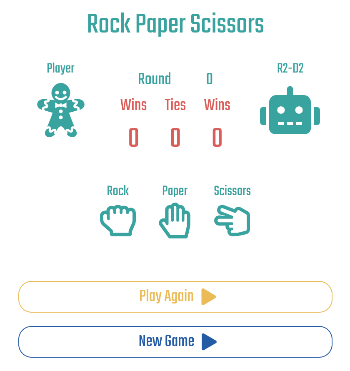 Rock Paper Scissors
Player
R2-D2
Round 0
Wins Ties Wins
0 0 0
Rock Paper Scissors
Play Again
New Game